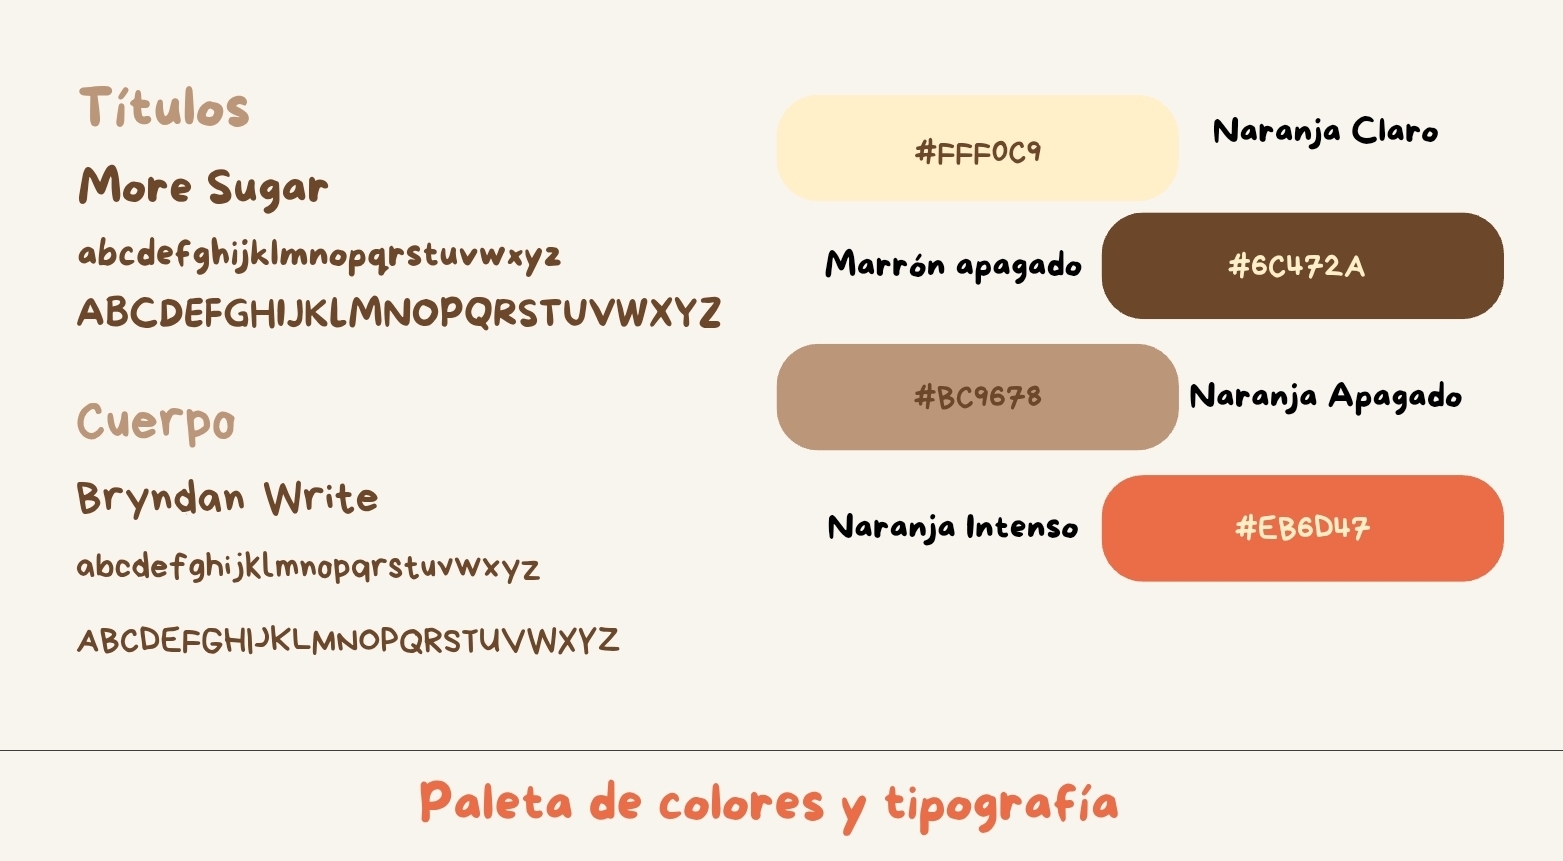 Títulos
More Sugar
abcdefghijklmnopqrstuvwxyz
ABCDEFGHIJKLMNOPQRSTUVWXYZ
Cuerpo
Bryndan Write
abcdefghijklmnopqrstuvwxyz
ABCDEFGHIJKLMNOPQRSTUVWXYZ
#FFF0C9
Naranja Claro
Marrón apagado
#6C472A
#BC9678
Naranja Apagado
Naranja Intenso
#EB6D47
Paleta de colores y tipografía